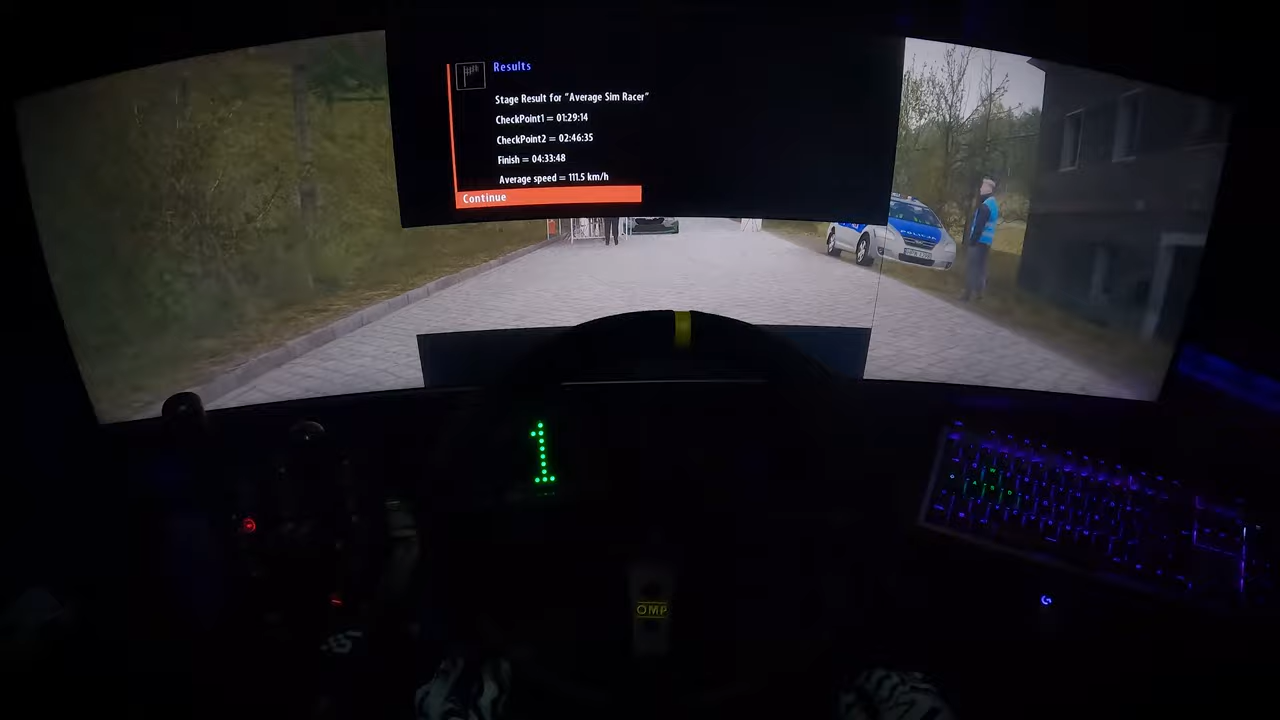 Results
Stage Result for "Average Sim Racer"
CheckPoint1 = 01:29:14
CheckPoint2 = 02:46:35
Finish = 04:33:48
Average speed = 111.5 km/h
Continue
POLICJA
1
OMP